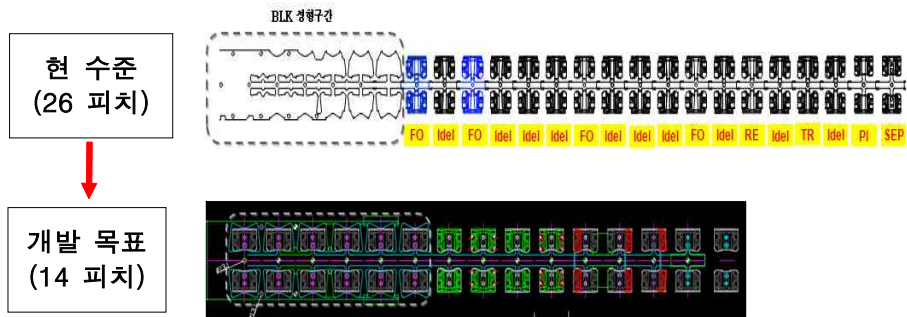 BLK 성형구간
현 수준
(26 피치)
FO Idel FO Idel Idel Idel FO Idel Idel Idel FO Idel RE Idel TR Idel PI SEP
개발 목표
(14 피치)